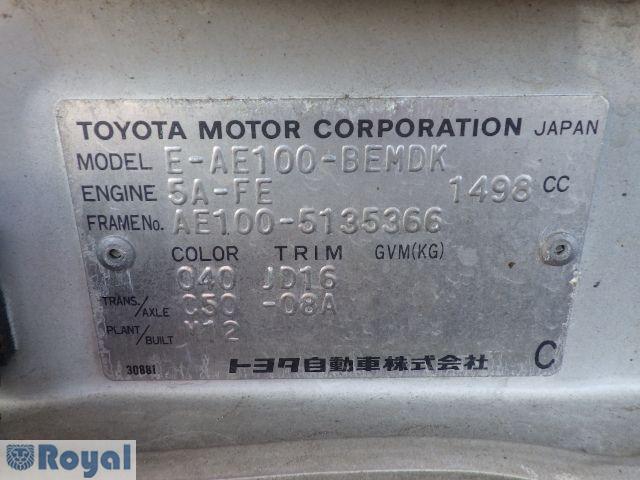 TOYOTA MOTOR CORPORATION JAPAN
MODEL E-AE100-BEMDK
ENGINE 5A-FE 1498 CC
FRAME No. AE100-5135366
COLOR TRIM GVM(KG)
040 JD16
TRANS./AXLE C50 -08A
PLANT/BUILT M12
30881 トヨタ自動車株式会社 C
Royal